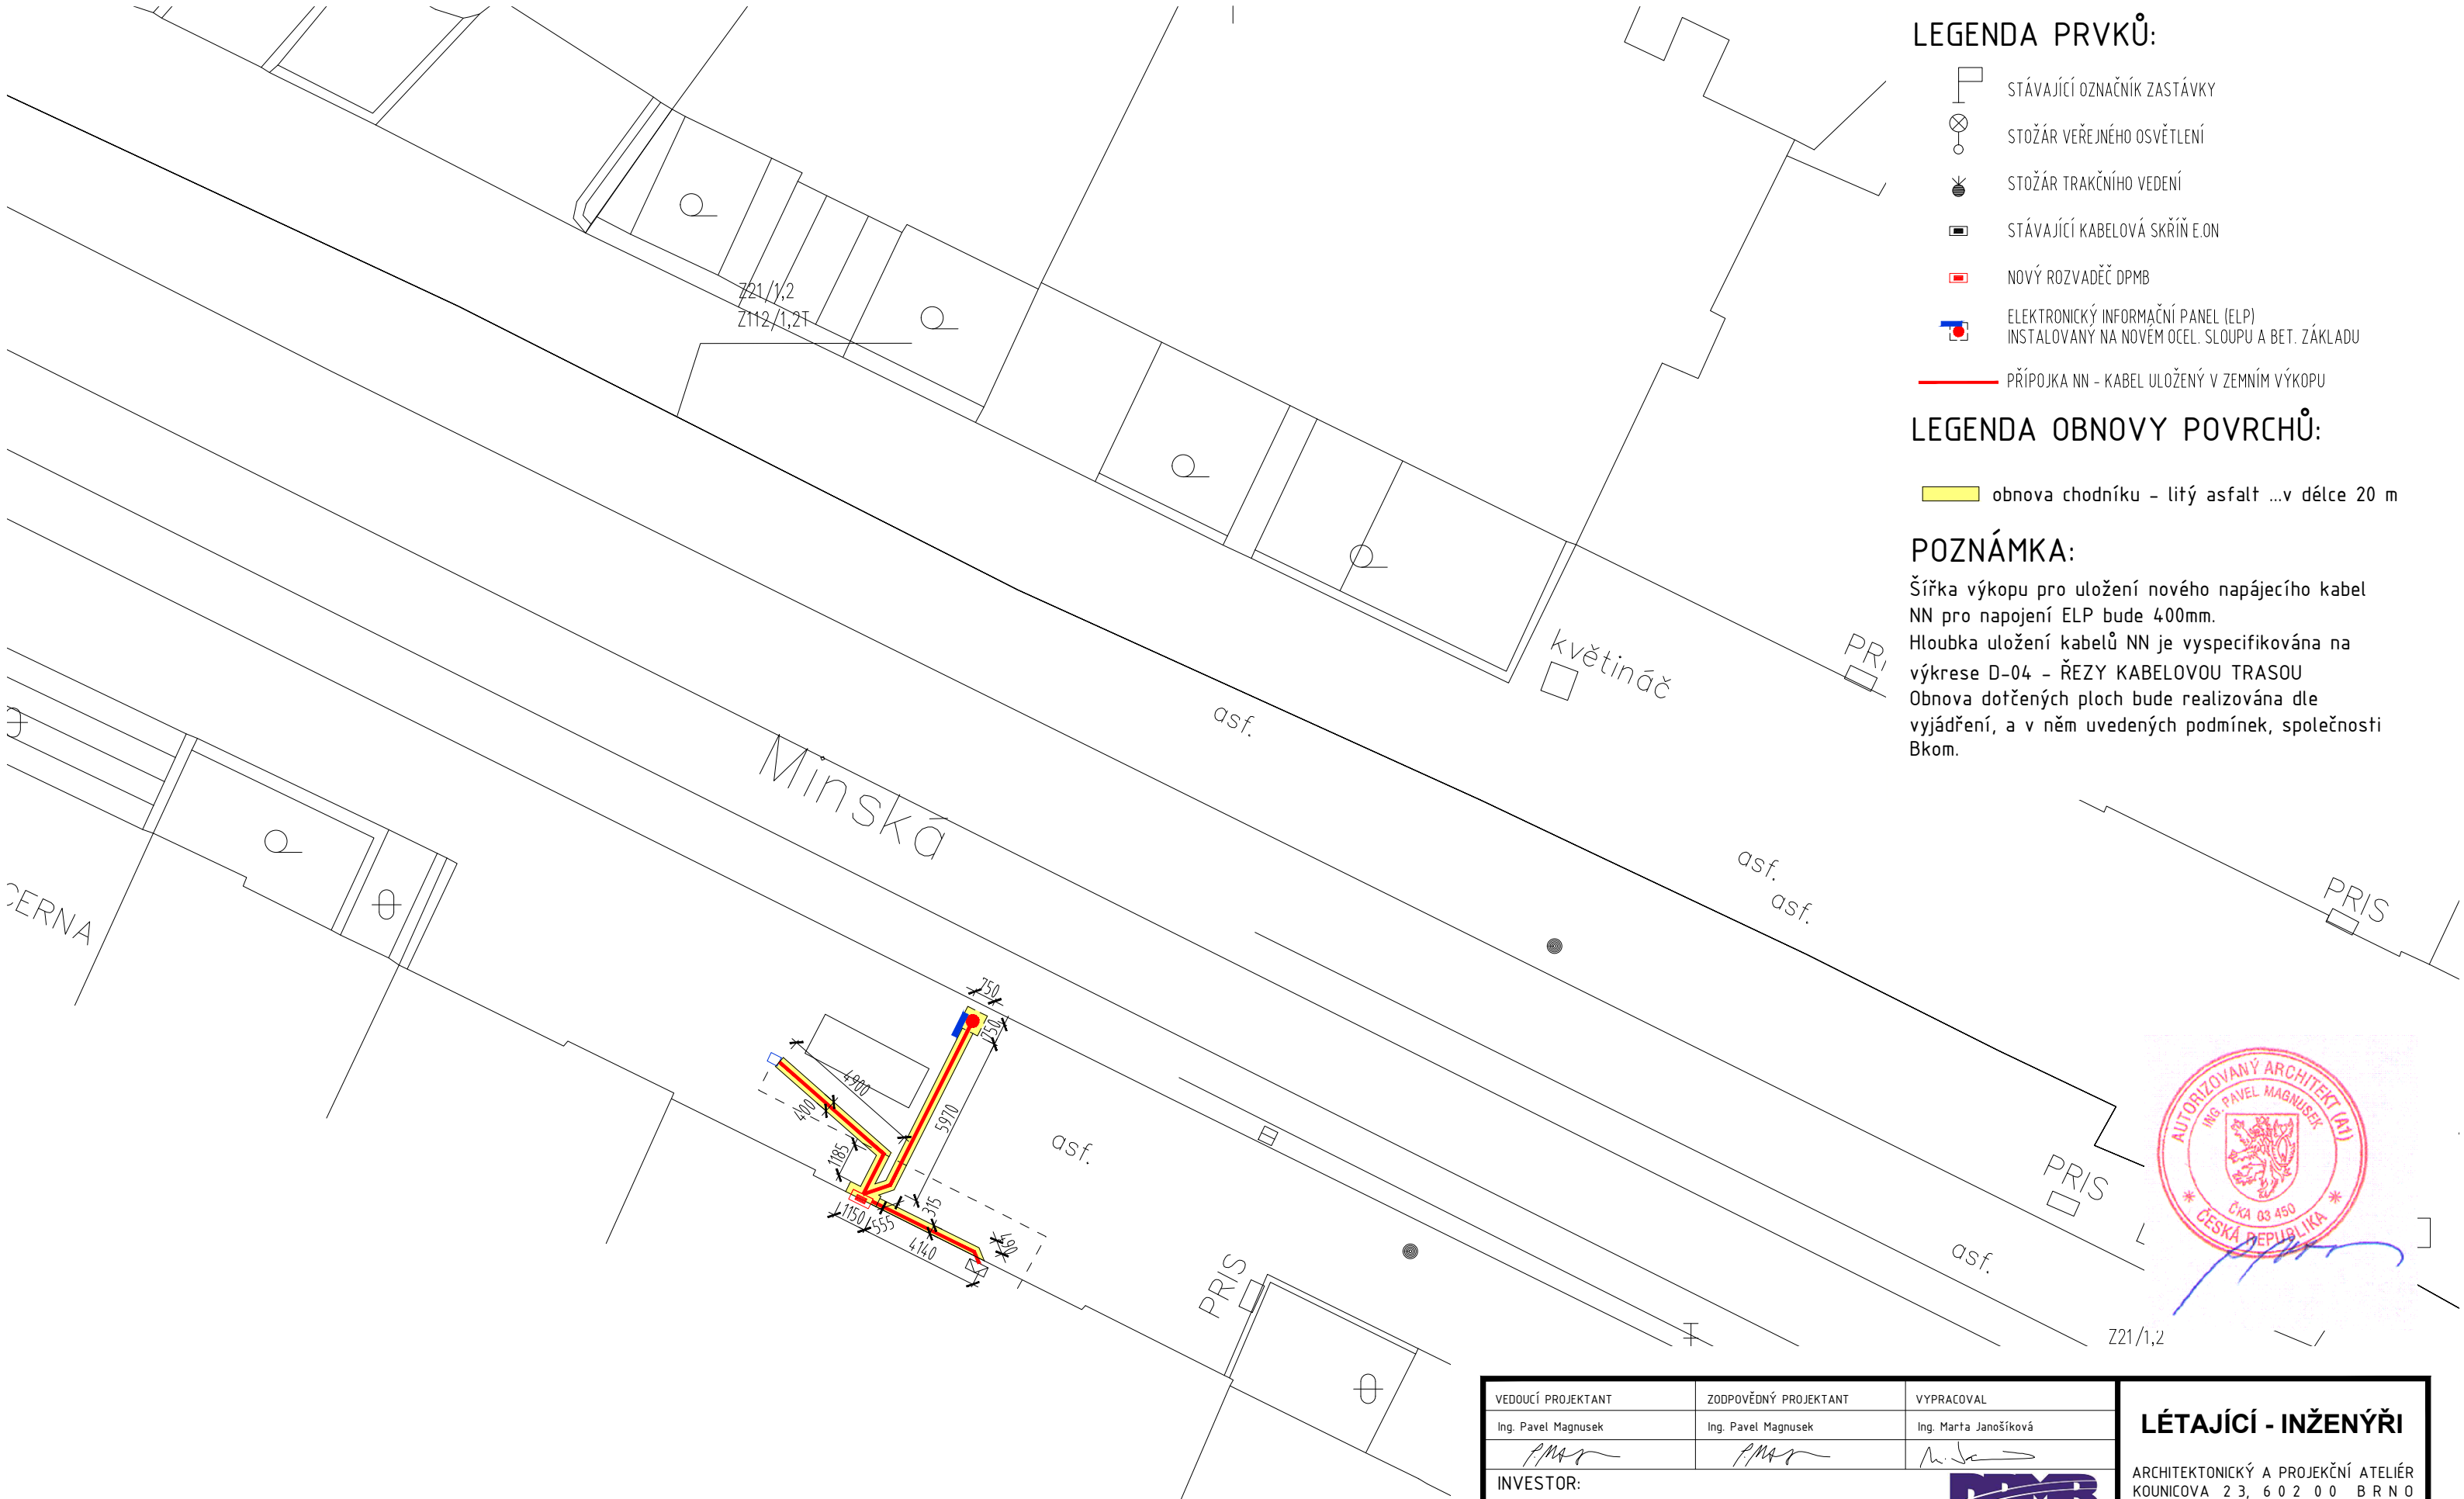 LEGENDA PRVKŮ:
STÁVAJÍCÍ OZNAČNÍK ZASTÁVKY
STOŽÁR VEŘEJNÉHO OSVĚTLENÍ
STOŽÁR TRAKČNÍHO VEDENÍ
STÁVAJÍCÍ KABELOVÁ SKŘÍŇ E.ON
NOVÝ ROZVADĚČ DPMB
ELEKTRONICKÝ INFORMAČNÍ PANEL (ELP)
INSTALOVANÝ NA NOVÉM OCEL. SLOUPU A BET. ZÁKLADU
PŘÍPOJKA NN - KABEL ULOŽENÝ V ZEMNÍM VÝKOPU
LEGENDA OBNOVY POVRCHŮ:
obnova chodníku - litý asfalt ...v délce 20 m
POZNÁMKA:
Šířka výkopu pro uložení nového napájecího kabel
NN pro napojení ELP bude 400mm.
Hloubka uložení kabelů NN je vyspecifikována na
výkrese D-04 - ŘEZY KABELOVOU TRASOU
Obnova dotčených ploch bude realizována dle
vyjádření, a v něm uvedených podmínek, společnosti
Bkom.
Z21/1,2
Z112/1,2T
květináč
PRI
asf.
Minská
asf.
asf.
PRIS
ČERNA
750
750
4900
400
5970
1185
asf.
315
1150
555
4140
490
PRIS
PRIS
asf.
Z21/1,2
AUTORIZOVANÝ ARCHITEKT (A1)
ING. PAVEL MAGNUSEK
ČKA 03 450
ČESKÁ REPUBLIKA
VEDOUCÍ PROJEKTANT
ZODPOVĚDNÝ PROJEKTANT
VYPRACOVAL
Ing. Pavel Magnusek
Ing. Pavel Magnusek
Ing. Marta Janošíková
INVESTOR:
DPMB
LÉTAJÍCÍ - INŽENÝŘI
ARCHITEKTONICKÝ A PROJEKČNÍ ATELIÉR
KOUNICOVA 23, 602 00 BRNO